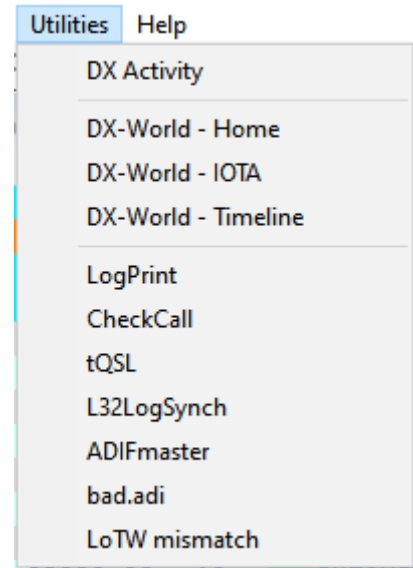 Utilities Help
DX Activity
DX-World - Home
DX-World - IOTA
DX-World - Timeline
LogPrint
CheckCall
tQSL
L32LogSynch
ADIFmaster
bad.adi
LoTW mismatch